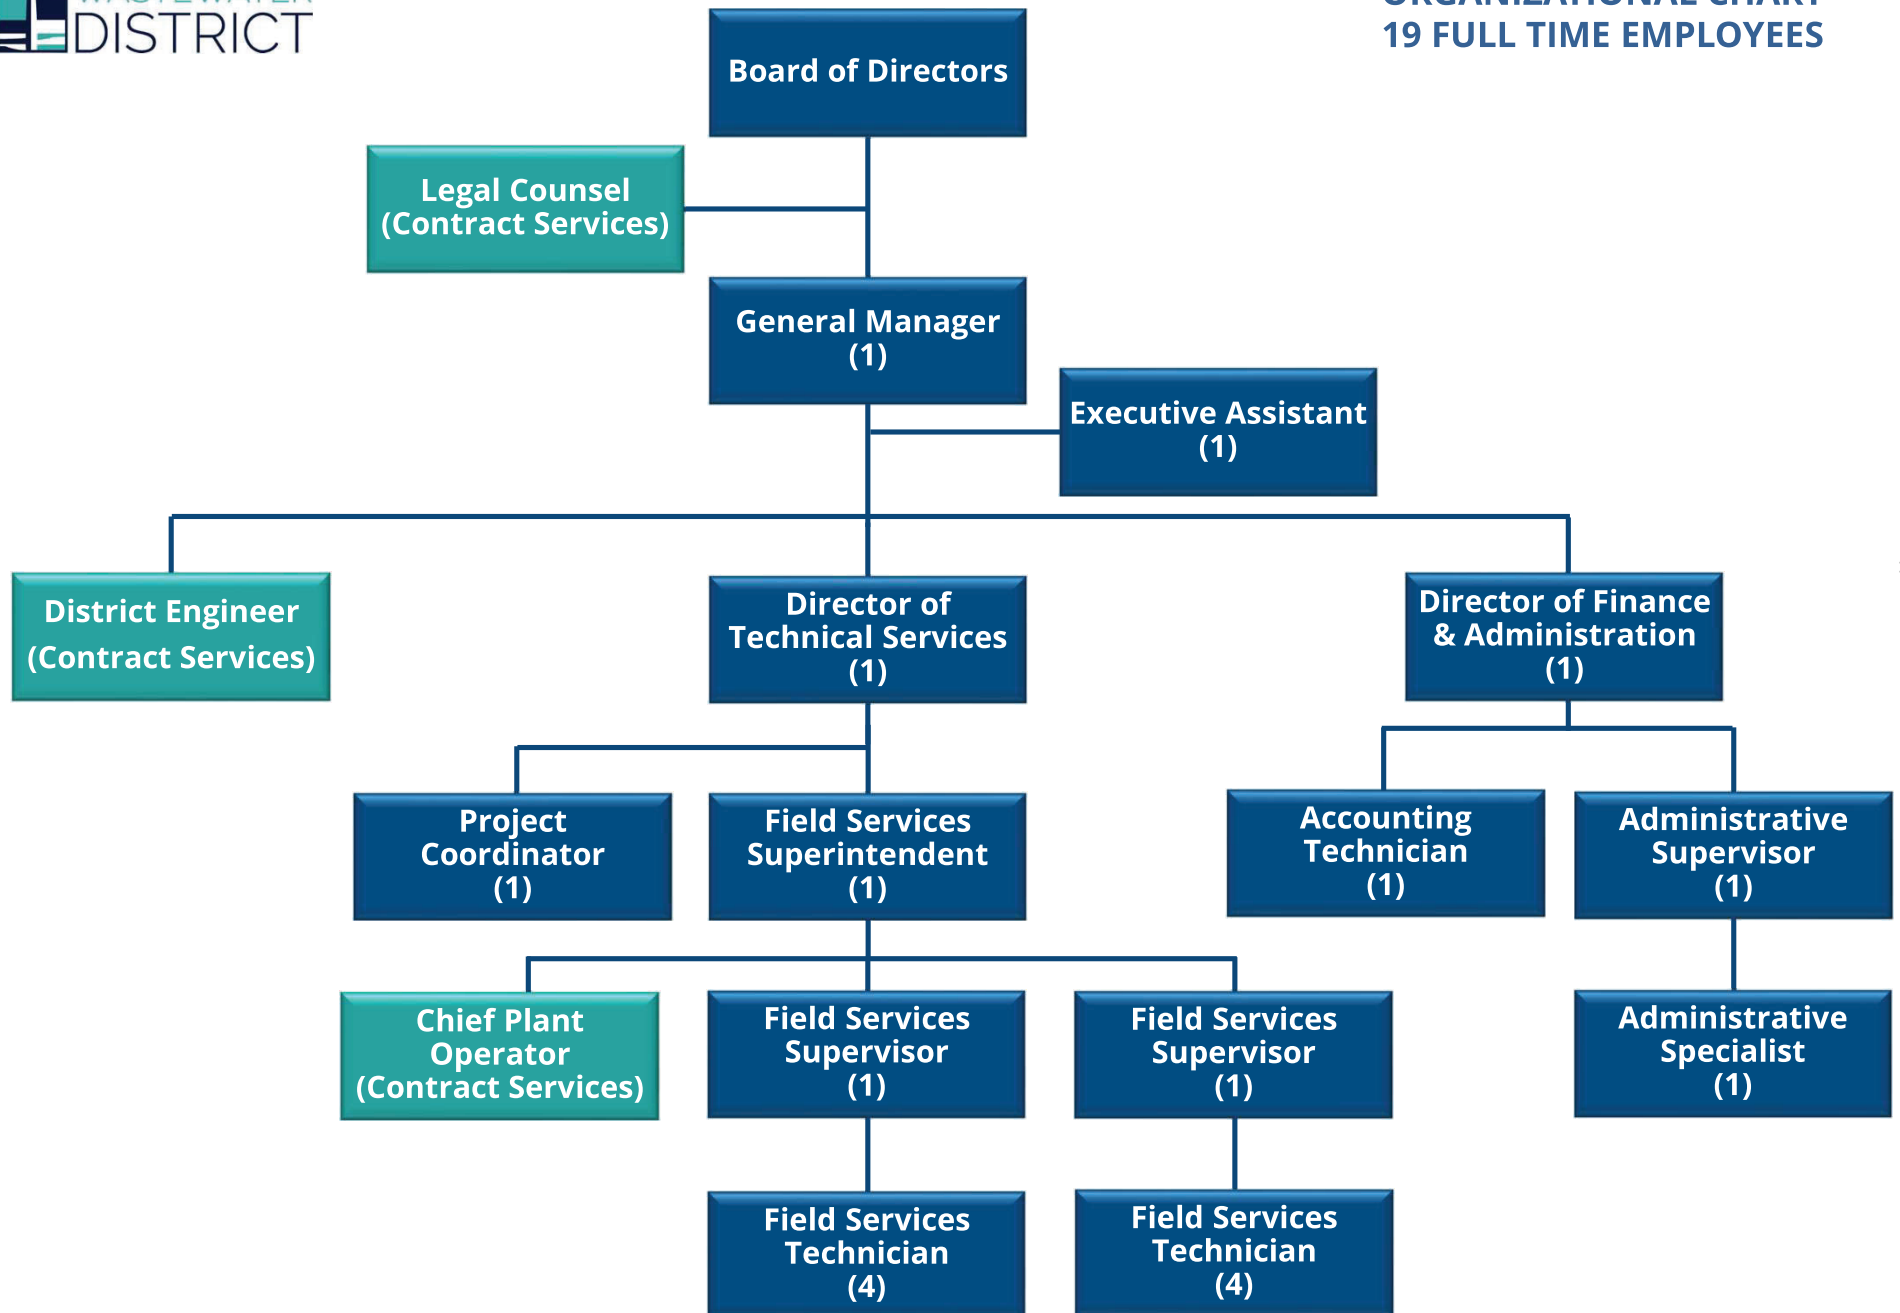 WASTEWATER
DISTRICT
ORGANIZATIONAL CHART
19 FULL TIME EMPLOYEES
Board of Directors
Legal Counsel
(Contract Services)
General Manager
(1)
Executive Assistant
(1)
District Engineer
(Contract Services)
Director of
Technical Services
(1)
Director of Finance
& Administration
(1)
Project
Coordinator
(1)
Field Services
Superintendent
(1)
Accounting
Technician
(1)
Administrative
Supervisor
(1)
Chief Plant
Operator
(Contract Services)
Field Services
Supervisor
(1)
Field Services
Supervisor
(1)
Administrative
Specialist
(1)
Field Services
Technician
(4)
Field Services
Technician
(4)